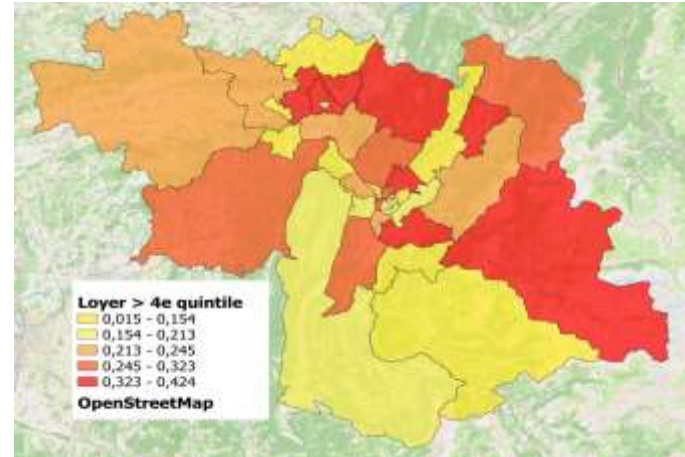 Loyer > 4e quintile
0,015 - 0,154
0,154 - 0,213
0,213 - 0,245
0,245 - 0,323
0,323 - 0,424
OpenStreetMap